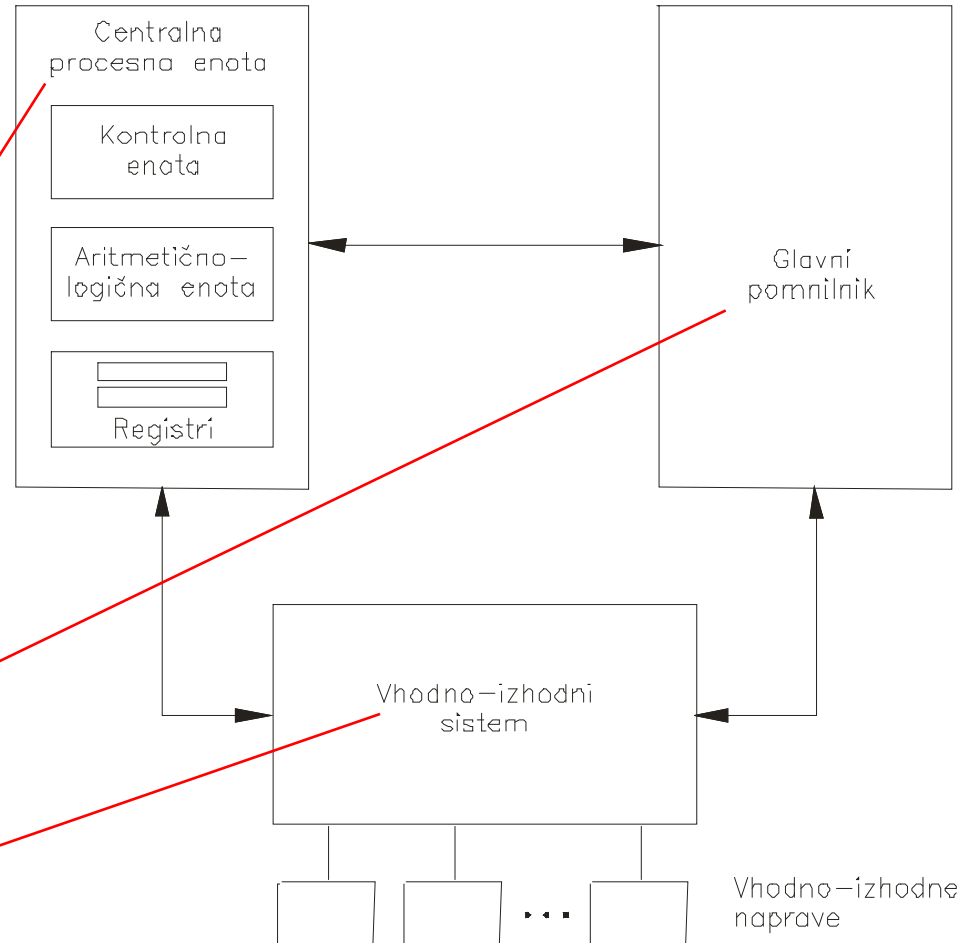 Centralna
procesna enota
Kontrolna
enota
Aritmetično-
logična enota
Registri
Glavni
pomnilnik
Vhodno-izhodni
sistem
Vhodno-izhodne
naprave